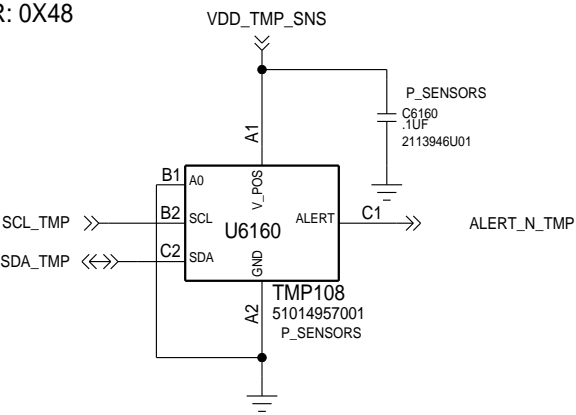 R: 0X48
VDD_TMP_SNS
P_SENSORS
C6160
.1UF
2113946U01
A1
B1
A0
V_POS
SCL_TMP
B2
SCL
U6160
ALERT
C1
ALERT_N_TMP
SDA_TMP
C2
SDA
GND
A2
TMP108
51014957001
P_SENSORS